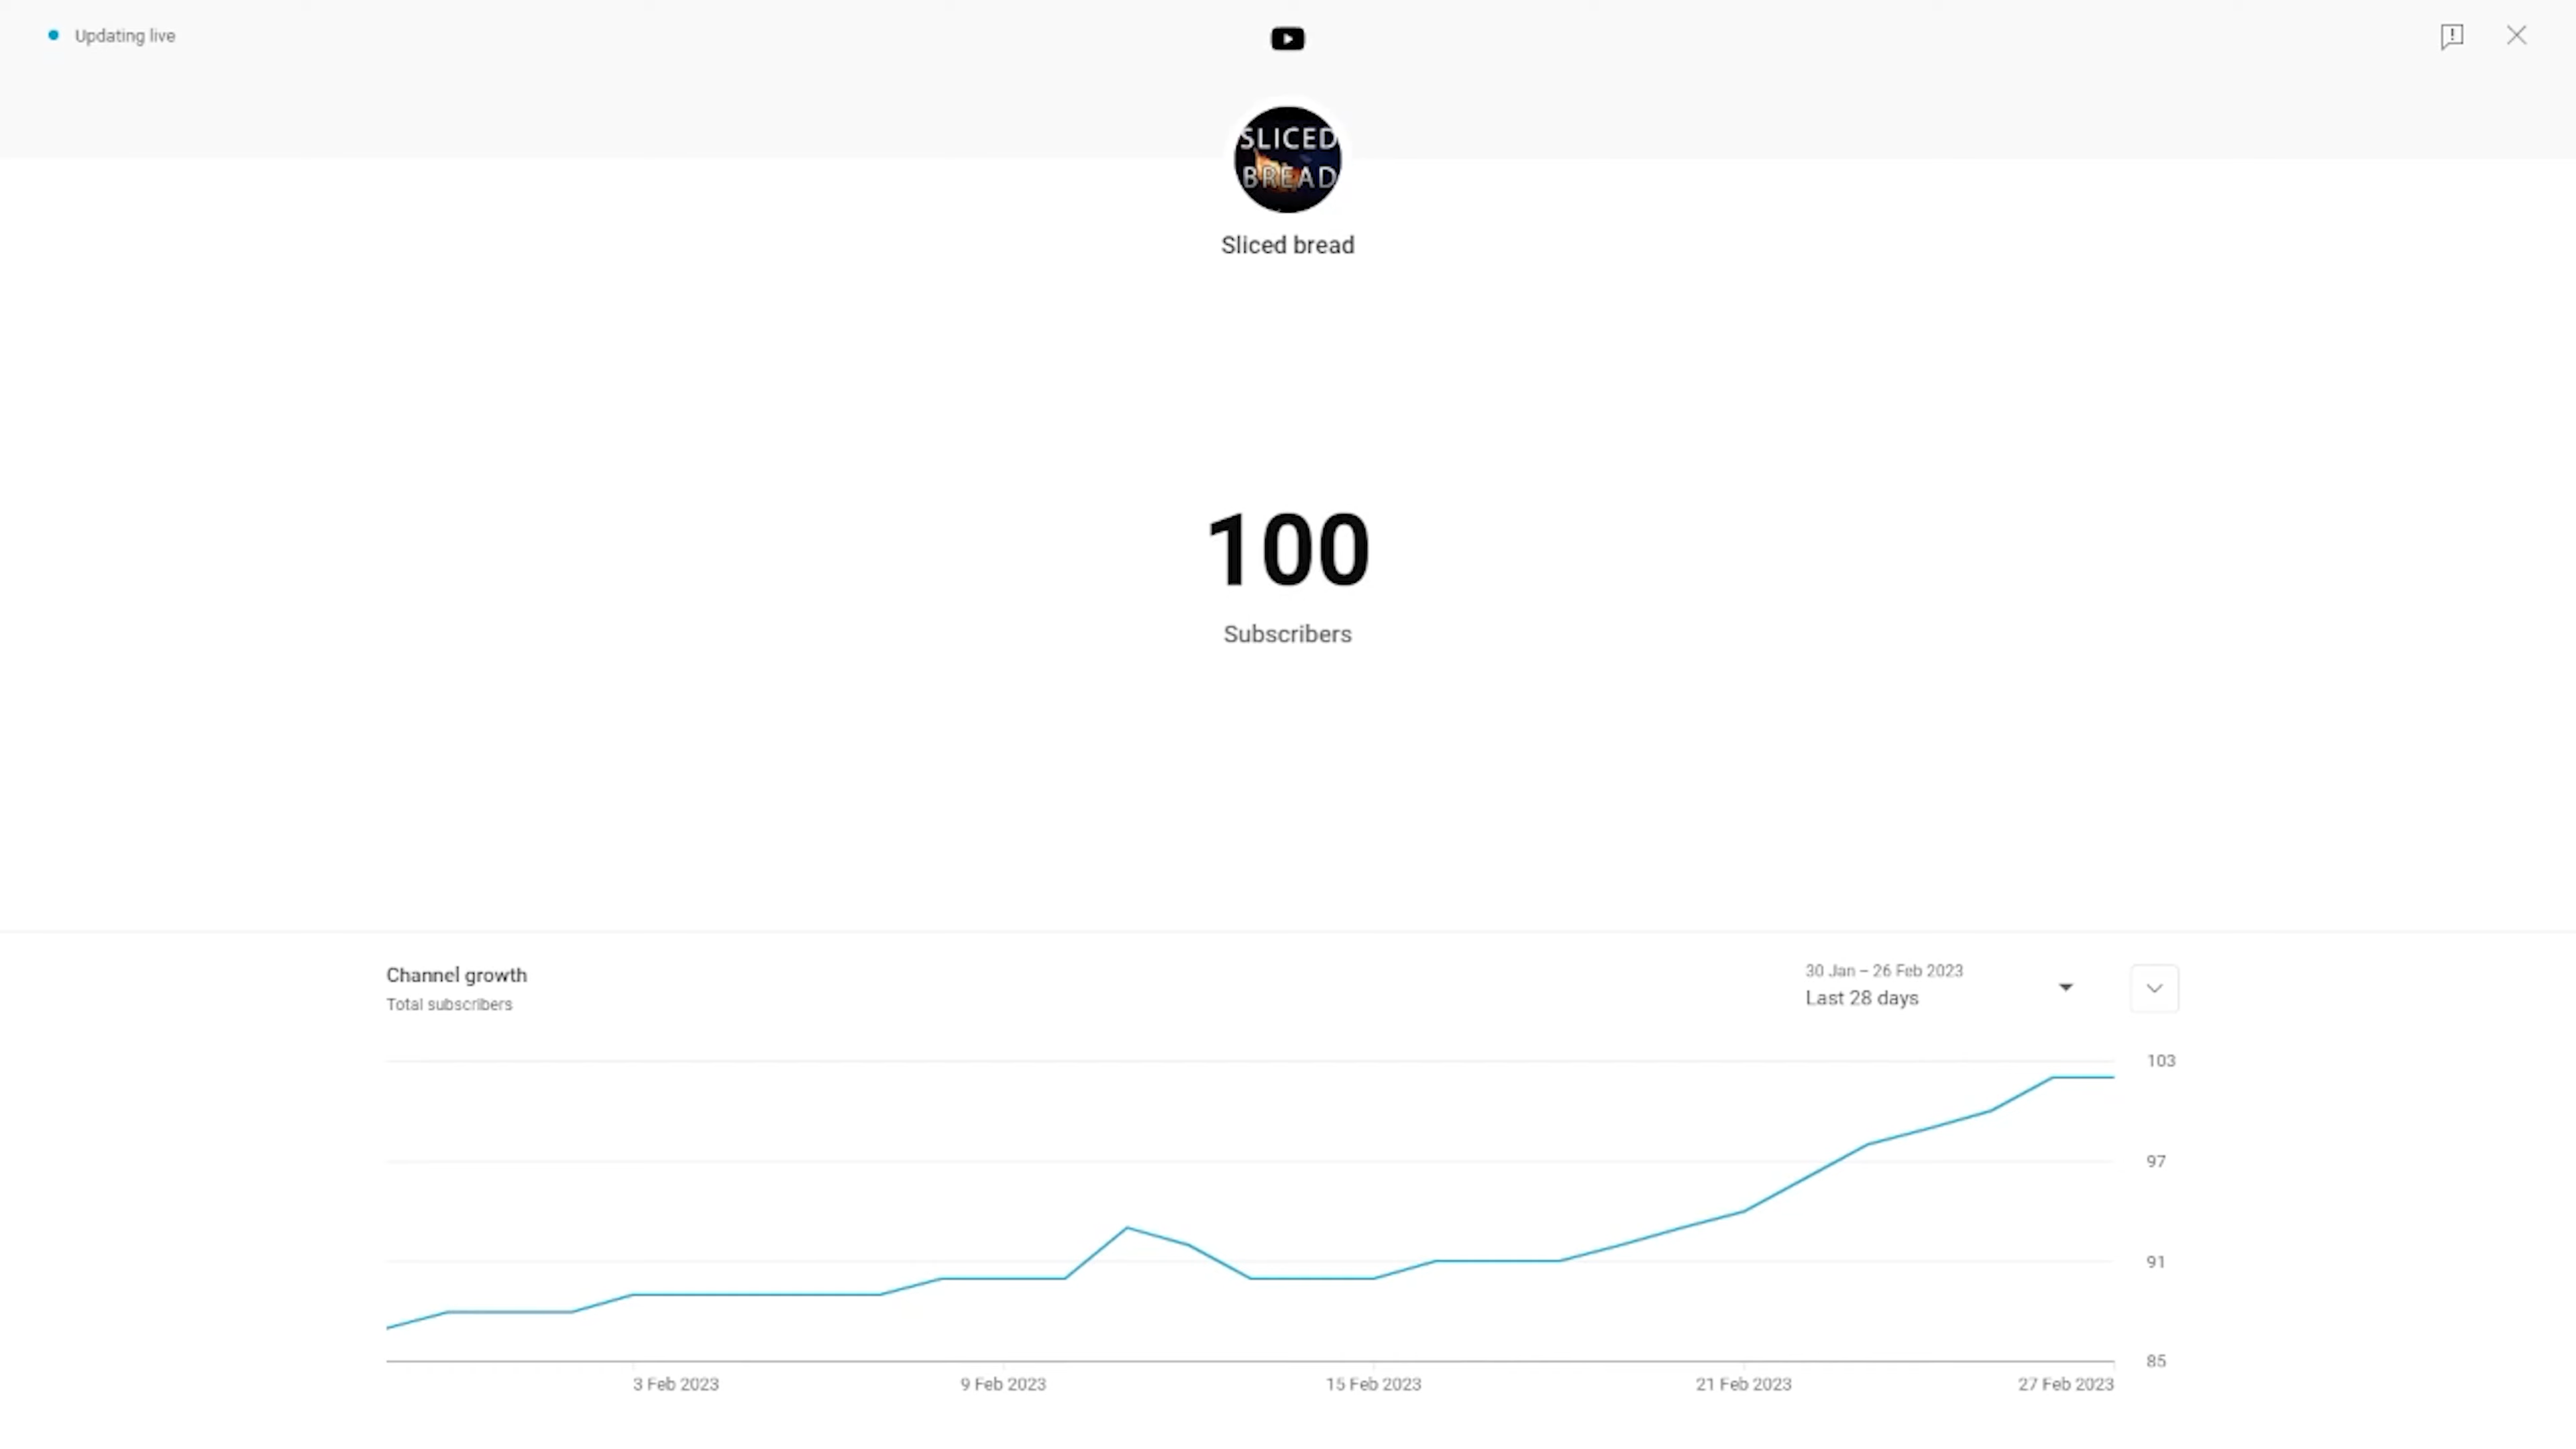 Updating live
SLICED
BREAD
Sliced bread
100
Subscribers
Channel growth
Total subscribers
30 Jan – 26 Feb 2023
Last 28 days
103
97
91
85
3 Feb 2023
9 Feb 2023
15 Feb 2023
21 Feb 2023
27 Feb 2023